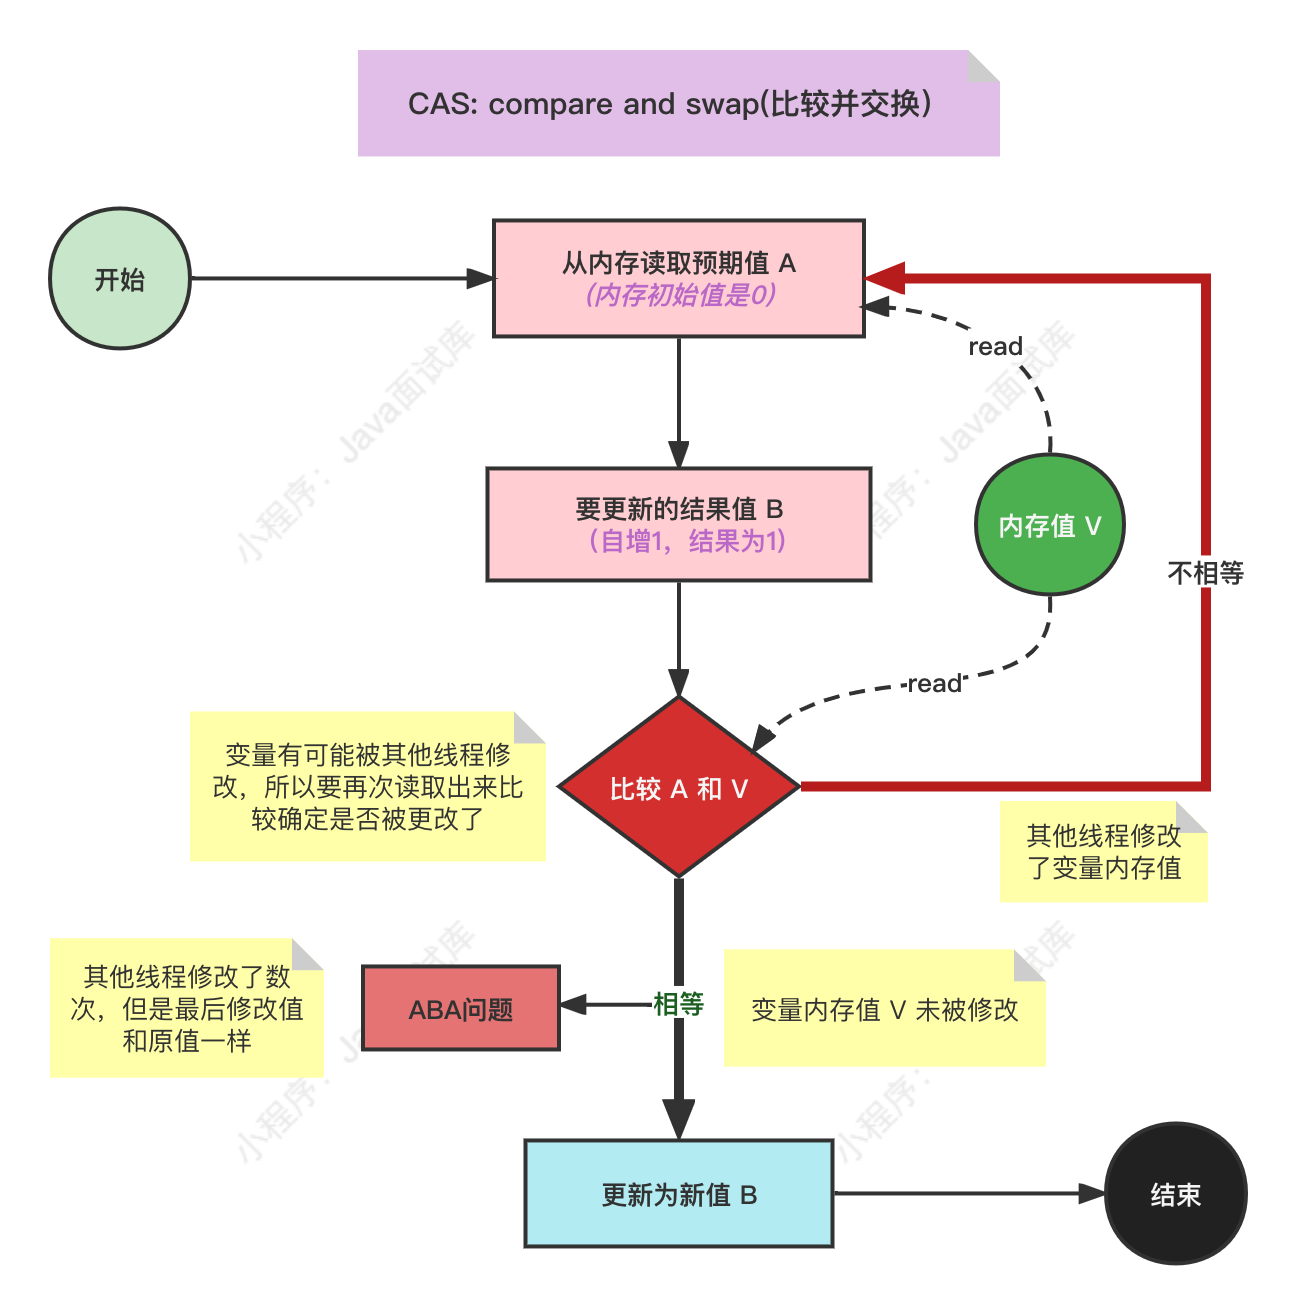 CAS: compare and swap(比较并交换)
开始
从内存读取预期值 A
(内存初始值是0)
read
要更新的结果值 B
(自增1，结果为1)
内存值 V
不相等
read
变量有可能被其他线程修
改，所以要再次读取出来比
较确定是否被更改了
比较 A 和 V
其他线程修改
了变量内存值
其他线程修改了数
次，但是最后修改值
和原值一样
ABA问题
相等
变量内存值 V 未被修改
更新为新值 B
结束
小程序：Java面试库
小程序：Java面试库
小程序：Java面试库
小程序：Java面试库